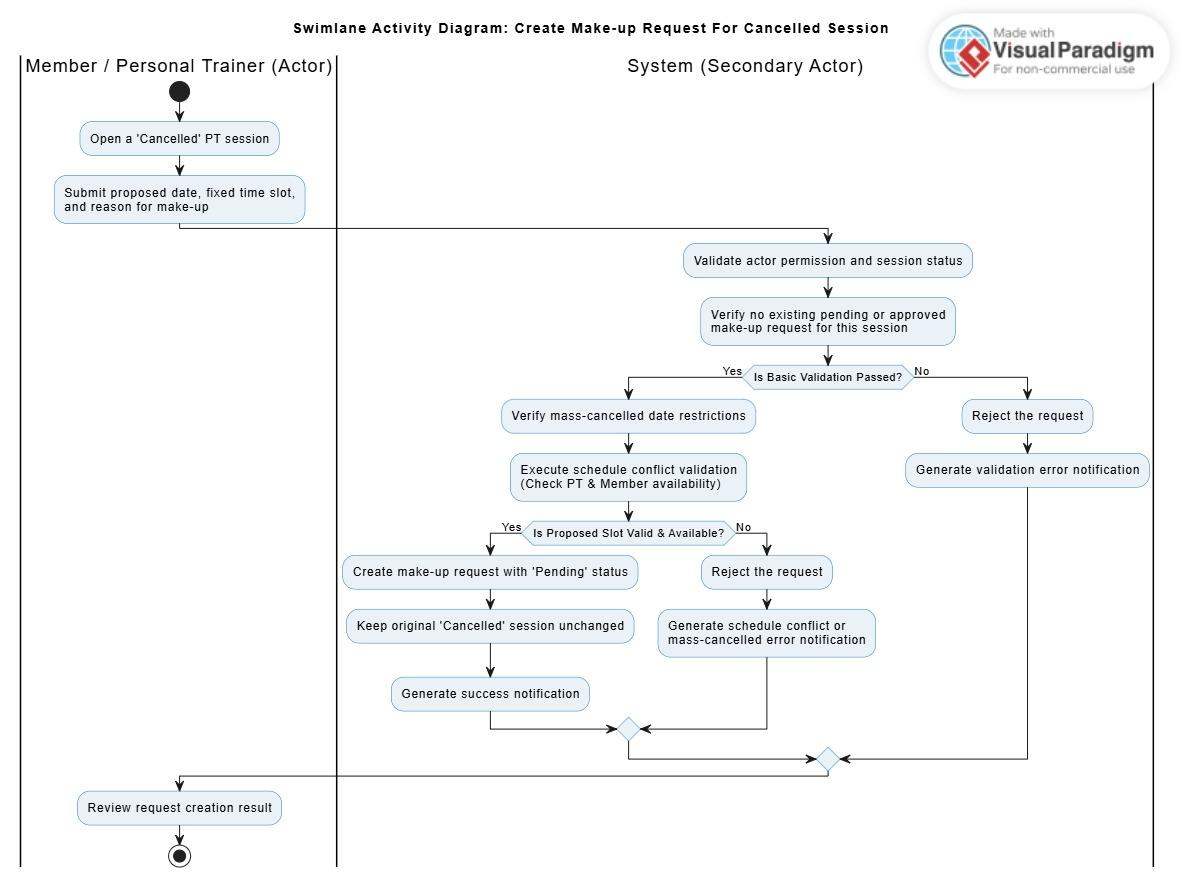 Swimlane Activity Diagram: Create Make-up Request For Cancelled Session
Made with
Visual Paradigm
For non-commercial use
Member / Personal Trainer (Actor)
System (Secondary Actor)
Open a 'Cancelled' PT session
Submit proposed date, fixed time slot,
and reason for make-up
Validate actor permission and session status
Verify no existing pending or approved
make-up request for this session
Yes
Is Basic Validation Passed?
No
Verify mass-cancelled date restrictions
Reject the request
Execute schedule conflict validation
(Check PT & Member availability)
Generate validation error notification
Yes
Is Proposed Slot Valid & Available?
No
Create make-up request with 'Pending' status
Reject the request
Keep original 'Cancelled' session unchanged
Generate schedule conflict or
mass-cancelled error notification
Generate success notification
Review request creation result